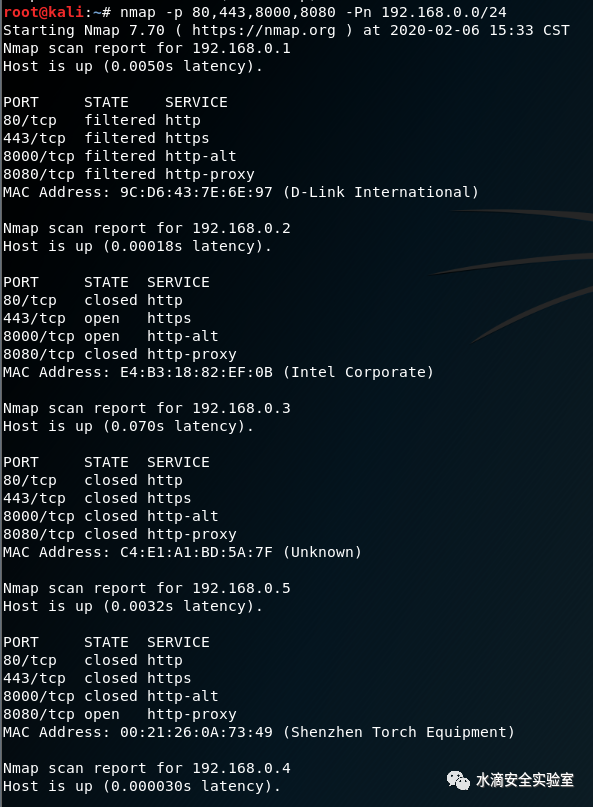 root@kali:~# nmap -p 80,443,8000,8080 -Pn 192.168.0.0/24
Starting Nmap 7.70 ( https://nmap.org ) at 2020-02-06 15:33 CST
Nmap scan report for 192.168.0.1
Host is up (0.0050s latency).

PORT     STATE    SERVICE
80/tcp   filtered http
443/tcp  filtered https
8000/tcp filtered http-alt
8080/tcp filtered http-proxy
MAC Address: 9C:D6:43:7E:6E:97 (D-Link International)

Nmap scan report for 192.168.0.2
Host is up (0.00018s latency).

PORT     STATE  SERVICE
80/tcp   closed http
443/tcp  open   https
8000/tcp open   http-alt
8080/tcp closed http-proxy
MAC Address: E4:B3:18:82:EF:0B (Intel Corporate)

Nmap scan report for 192.168.0.3
Host is up (0.070s latency).

PORT     STATE  SERVICE
80/tcp   closed http
443/tcp  closed https
8000/tcp closed http-alt
8080/tcp closed http-proxy
MAC Address: C4:E1:A1:BD:5A:7F (Unknown)

Nmap scan report for 192.168.0.5
Host is up (0.0032s latency).

PORT     STATE  SERVICE
80/tcp   closed http
443/tcp  closed https
8000/tcp closed http-alt
8080/tcp open   http-proxy
MAC Address: 00:21:26:0A:73:49 (Shenzhen Torch Equipment)

Nmap scan report for 192.168.0.4
Host is up (0.000030s latency).
水滴安全实验室